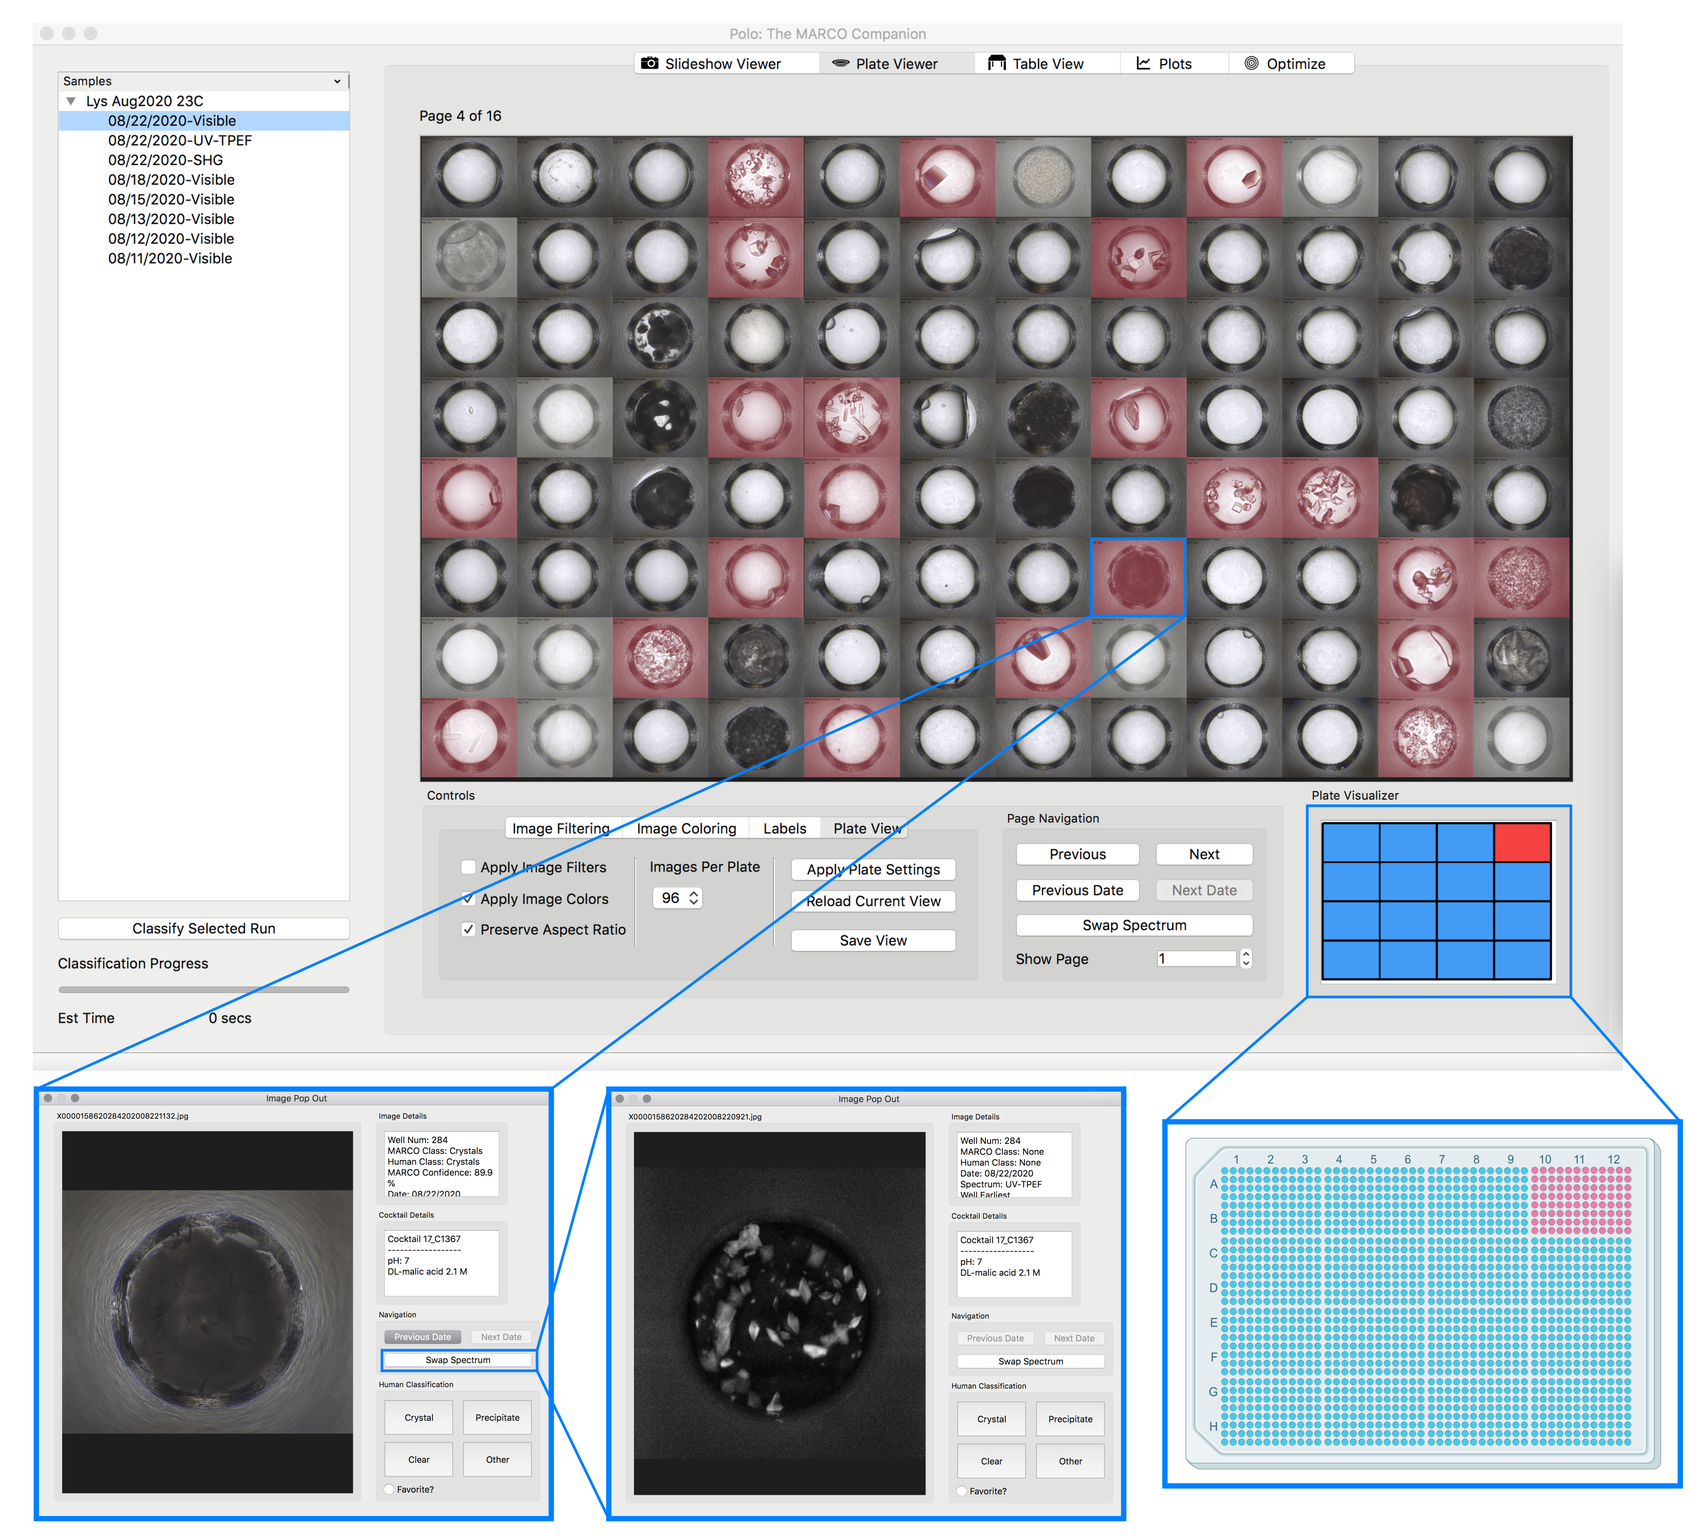 Polo: The MARCO Companion
Samples
Lys Aug2020 23C
08/22/2020-Visible
08/22/2020-UV-TPEF
08/22/2020-SHG
08/18/2020-Visible
08/15/2020-Visible
08/13/2020-Visible
08/12/2020-Visible
08/11/2020-Visible
Classify Selected Run
Classification Progress
Est Time 0 secs
Slideshow Viewer Plate Viewer Table View Plots Optimize
Page 4 of 16
Controls
Image Filtering Image Coloring Labels Plate View
Apply Image Filters
Apply Image Colors
Preserve Aspect Ratio
Images Per Plate
96
Apply Plate Settings
Reload Current View
Save View
Page Navigation
Previous Next
Previous Date Next Date
Swap Spectrum
Show Page 1
Plate Visualizer
Image Pop Out
X0000158620284202008221132.jpg
Image Details
Well Num: 284
MARCO Class: Crystals
Human Class: Crystals
MARCO Confidence: 89.9
%
Date: 08/22/2020
Cocktail Details
Cocktail 17_C1367
------------------
pH: 7
DL-malic acid 2.1 M
Navigation
Previous Date Next Date
Swap Spectrum
Human Classification
Crystal Precipitate
Clear Other
Favorite?
Image Pop Out
X0000158620284202008220921.jpg
Image Details
Well Num: 284
MARCO Class: None
Human Class: None
Date: 08/22/2020
Spectrum: UV-TPEF
Well Earliest
Cocktail Details
Cocktail 17_C1367
------------------
pH: 7
DL-malic acid 2.1 M
Navigation
Previous Date Next Date
Swap Spectrum
Human Classification
Crystal Precipitate
Clear Other
Favorite?
1 2 3 4 5 6 7 8 9 10 11 12
A
B
C
D
E
F
G
H